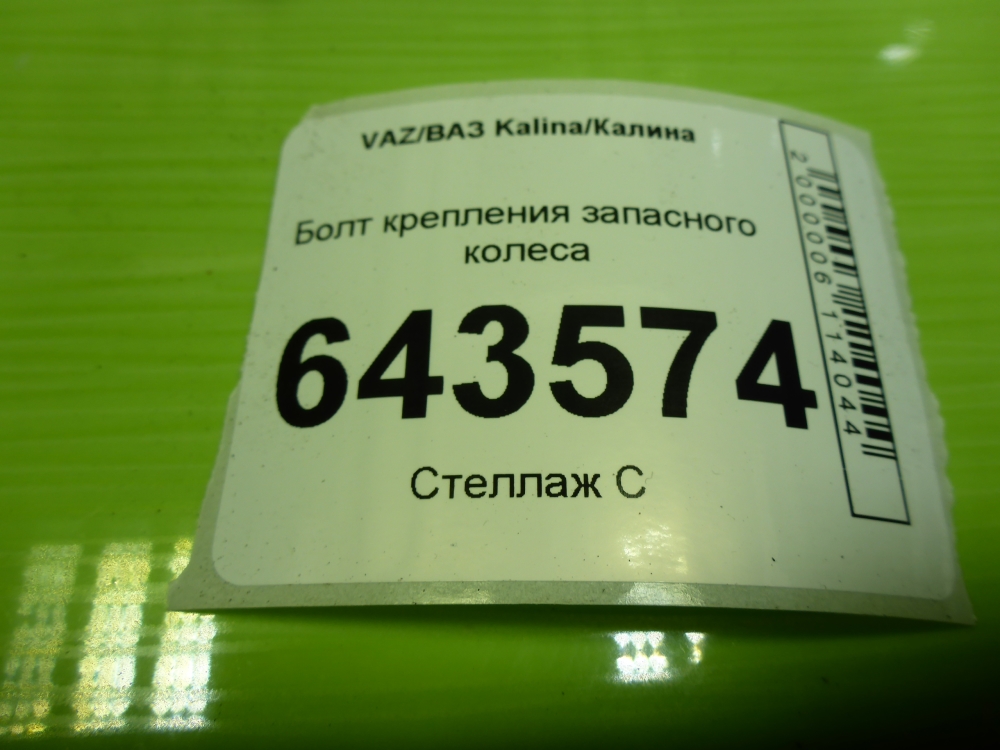 VAZ/ВАЗ Kalina/Калина
Болт крепления запасного
колеса
643574
Стеллаж С
2000006114044